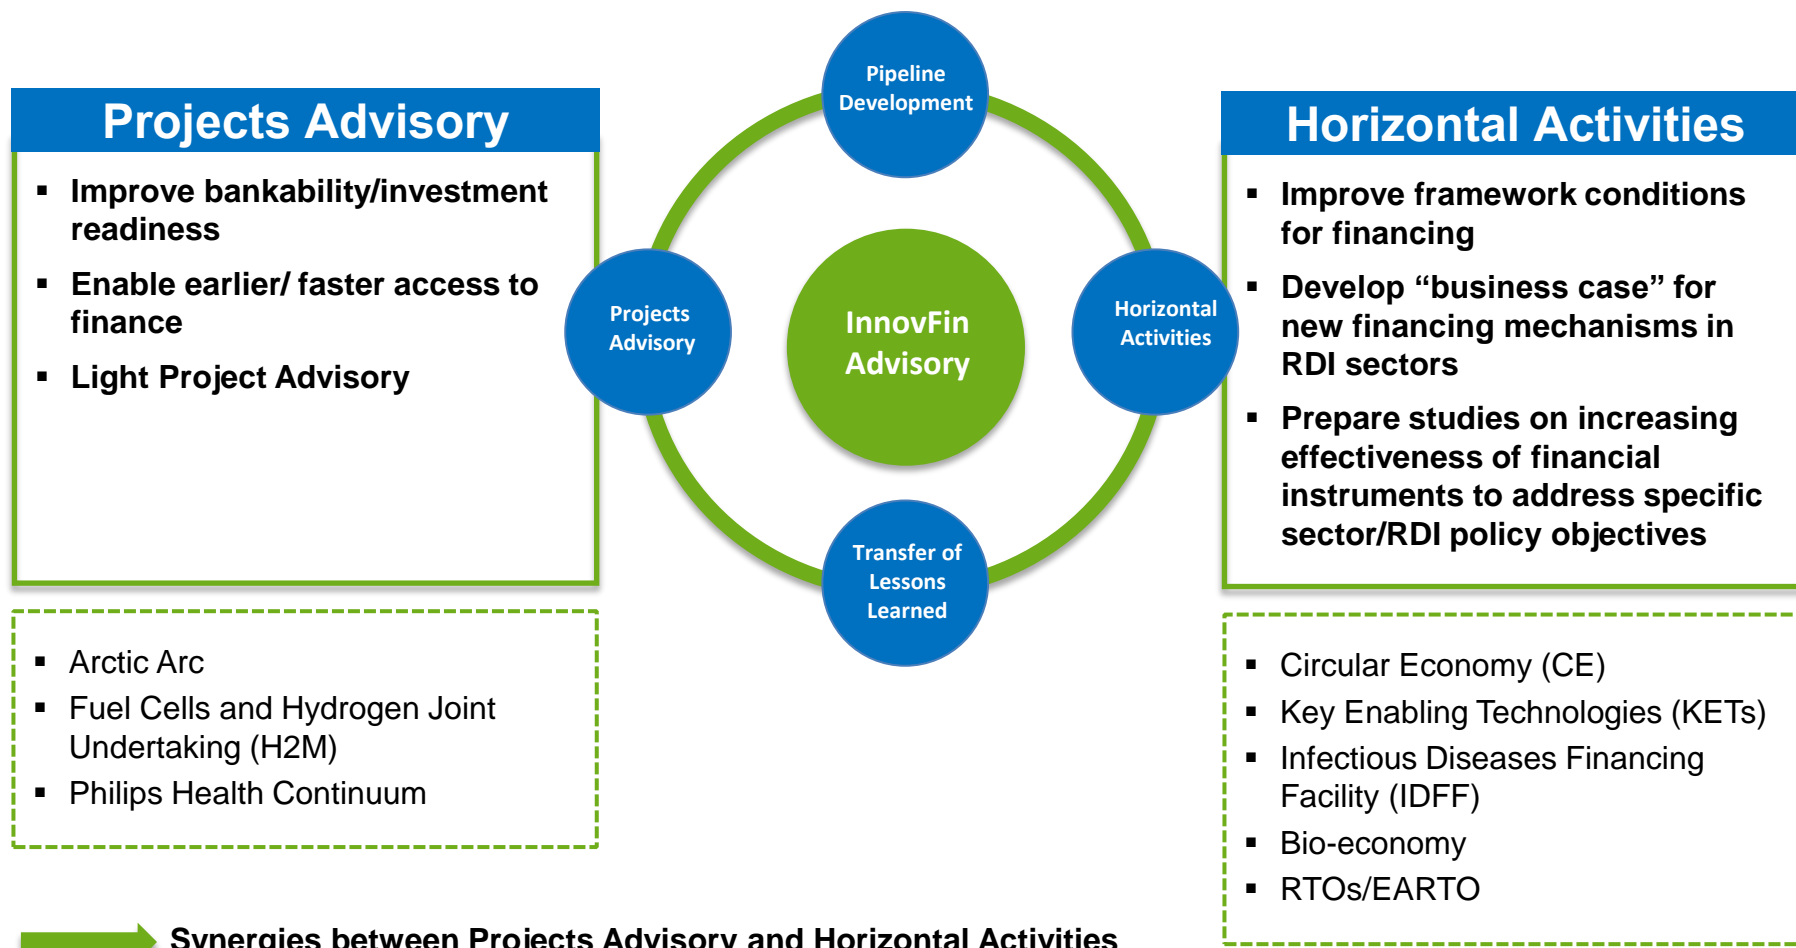 Projects Advisory
▪ Improve bankability/investment
readiness
▪ Enable earlier/ faster access to
finance
▪ Light Project Advisory
▪ Arctic Arc
▪ Fuel Cells and Hydrogen Joint
Undertaking (H2M)
▪ Philips Health Continuum
Pipeline
Development
Projects
Advisory
InnovFin
Advisory
Horizontal
Activities
Transfer of
Lessons
Learned
Horizontal Activities
▪ Improve framework conditions
for financing
▪ Develop “business case” for
new financing mechanisms in
RDI sectors
▪ Prepare studies on increasing
effectiveness of financial
instruments to address specific
sector/RDI policy objectives
▪ Circular Economy (CE)
▪ Key Enabling Technologies (KETs)
▪ Infectious Diseases Financing
Facility (IDFF)
▪ Bio-economy
▪ RTOs/EARTO
Synergies between Projects Advisory and Horizontal Activities